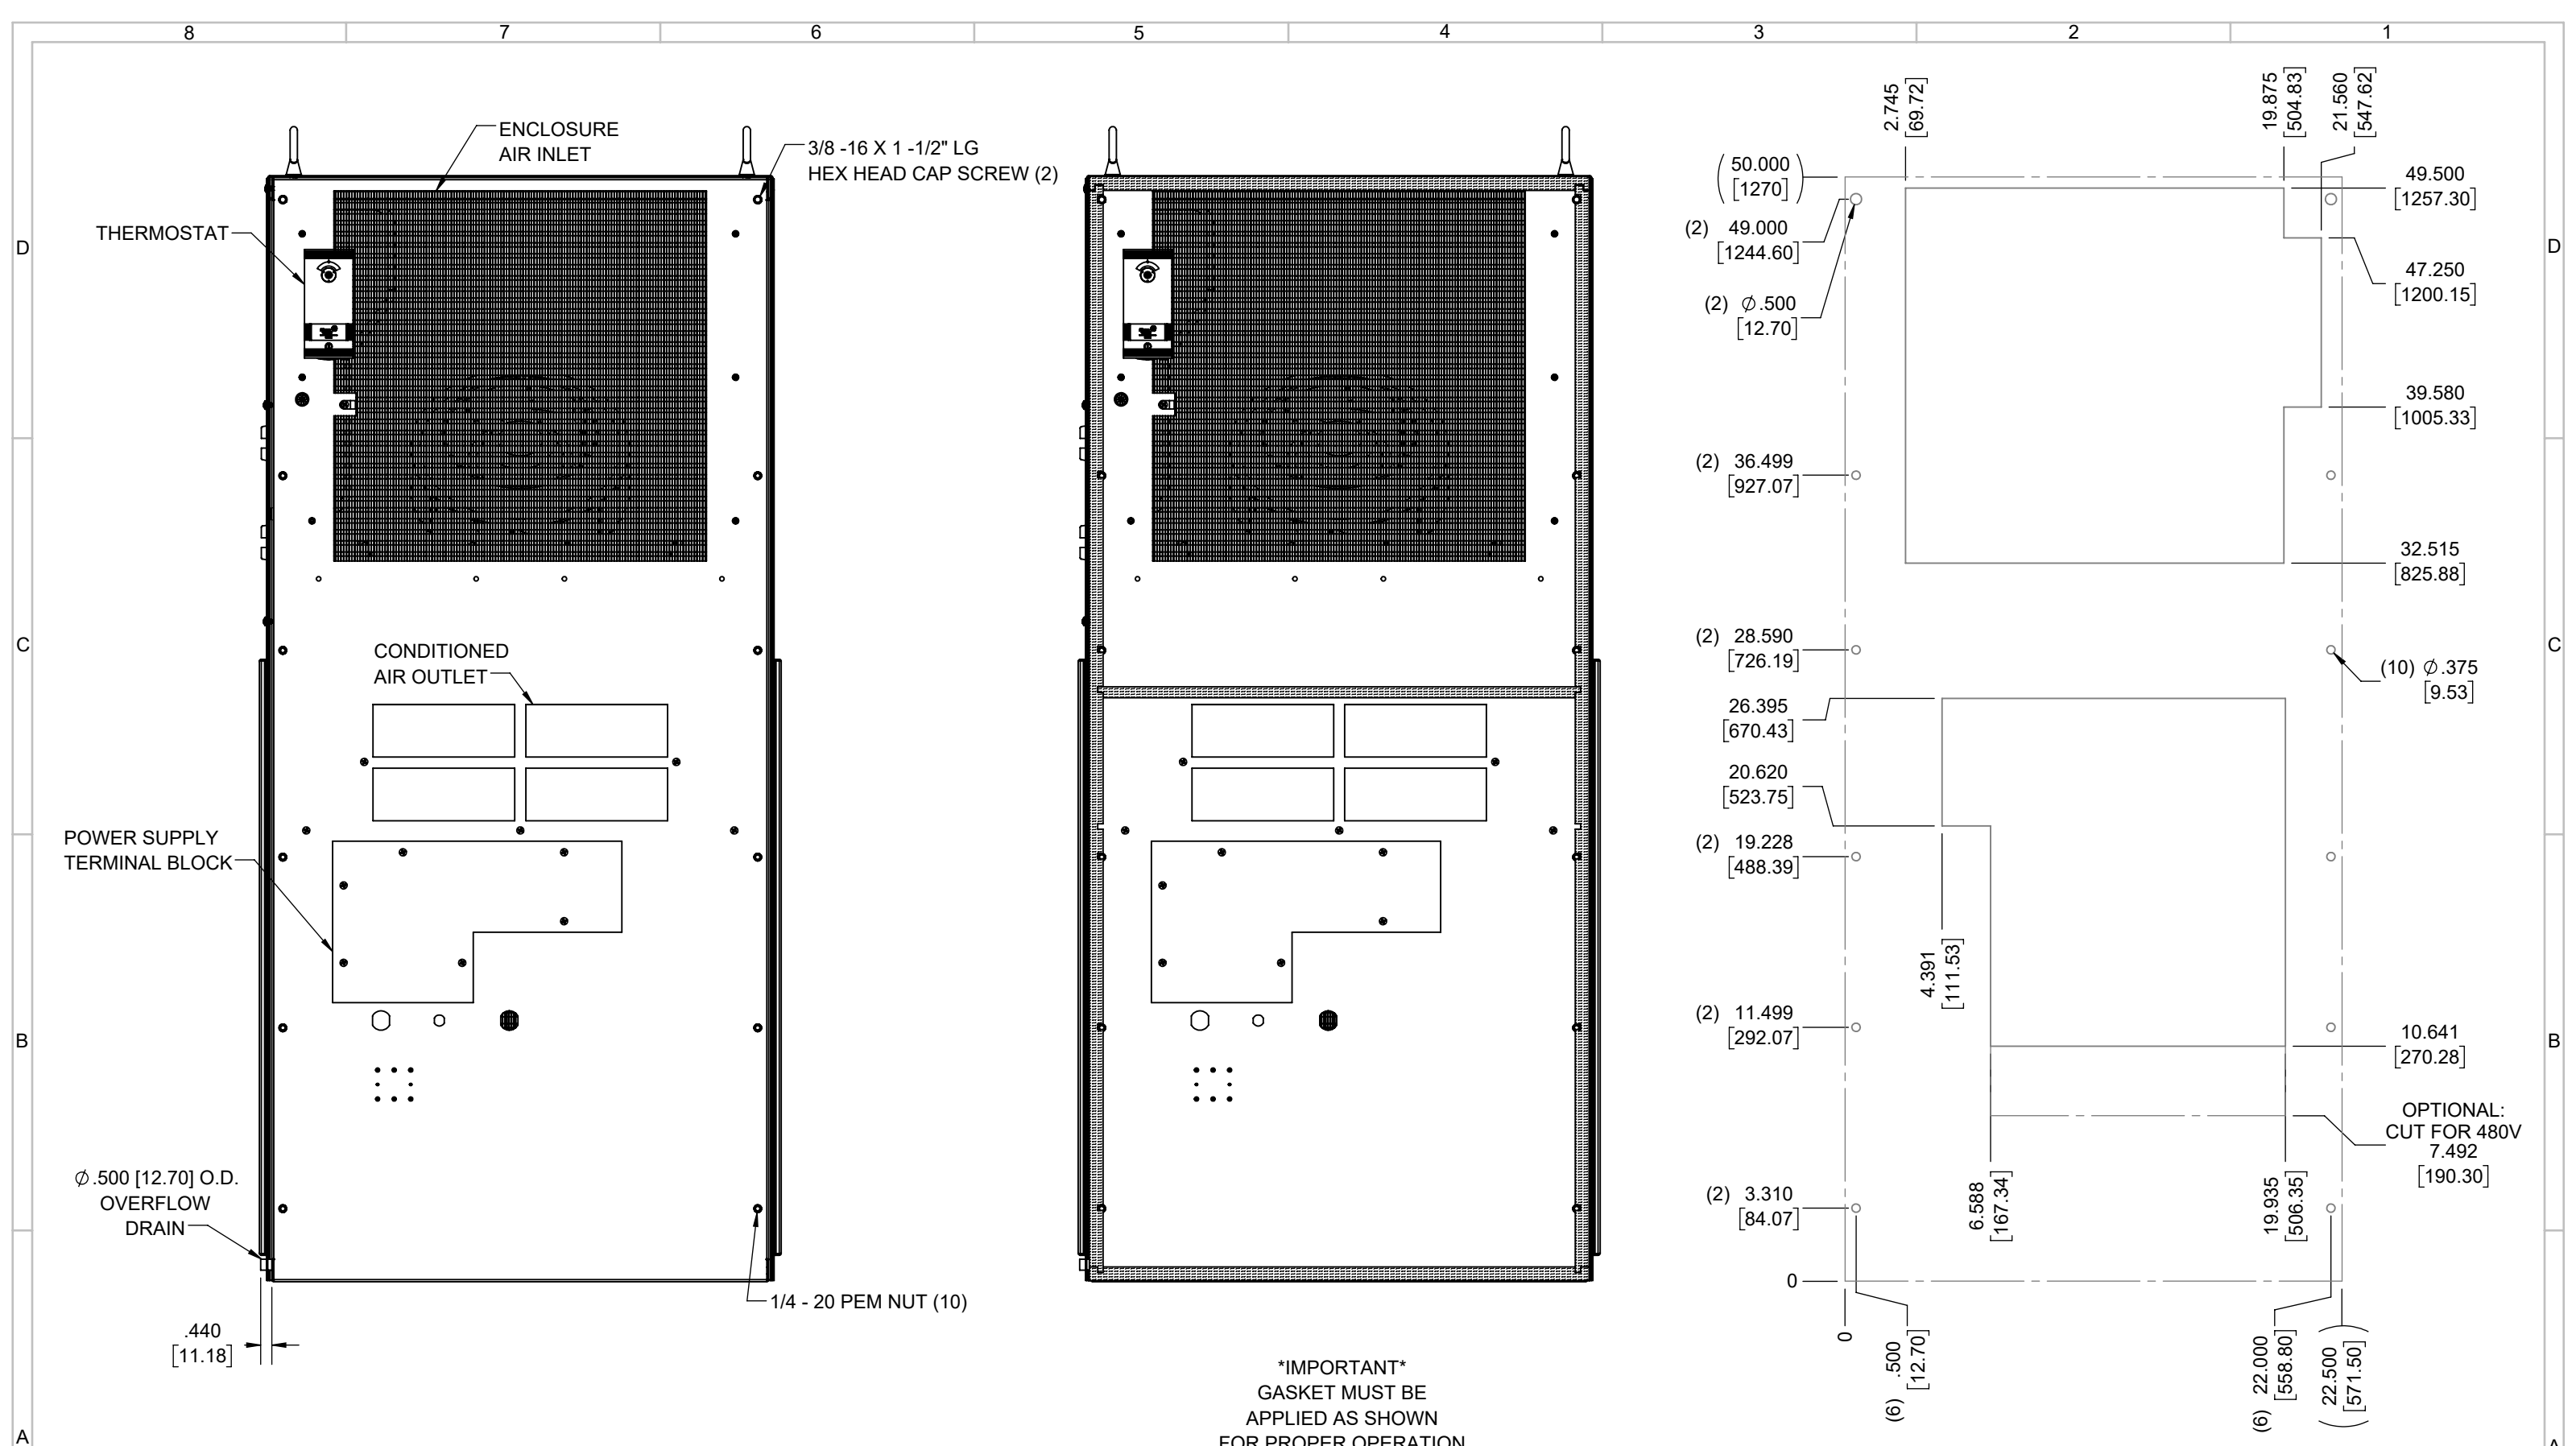 8
7
6
5
4
3
2
1
D
C
B
A
D
C
B
A
ENCLOSURE
AIR INLET
3/8 -16 X 1 -1/2" LG
HEX HEAD CAP SCREW (2)
THERMOSTAT
CONDITIONED
AIR OUTLET
POWER SUPPLY
TERMINAL BLOCK
∅.500 [12.70] O.D.
OVERFLOW
DRAIN
.440
[11.18]
1/4 - 20 PEM NUT (10)
*IMPORTANT*
GASKET MUST BE
APPLIED AS SHOWN
FOR PROPER OPERATION
2.745
[69.72]
19.875
[504.83]
21.560
[547.62]
(50.000
[1270])
(2) 49.000
[1244.60]
(2) ∅.500
[12.70]
(2) 36.499
[927.07]
(2) 28.590
[726.19]
26.395
[670.43]
20.620
[523.75]
(2) 19.228
[488.39]
(2) 11.499
[292.07]
(2) 3.310
[84.07]
0
49.500
[1257.30]
47.250
[1200.15]
39.580
[1005.33]
32.515
[825.88]
(10) ∅.375
[9.53]
10.641
[270.28]
OPTIONAL:
CUT FOR 480V
7.492
[190.30]
4.391
[111.53]
6.588
[167.34]
19.935
[506.35]
0
(6) .500
[12.70]
(6) 22.000
[558.80]
(22.500
[571.50])